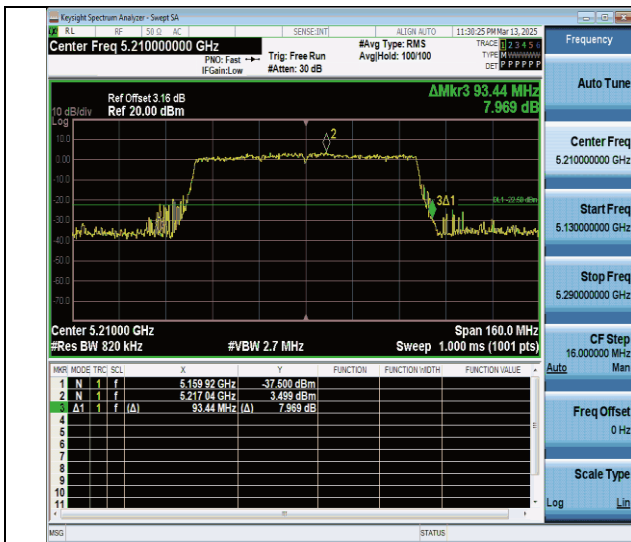 Keysight Spectrum Analyzer - Swept SA
RL RF 50 Ω AC SENSE:INT ALIGN AUTO 11:30:25 PM Mar 13, 2025
Center Freq 5.210000000 GHz
PNO: Fast
IFGain:Low
Trig: Free Run
#Atten: 30 dB
#Avg Type: RMS
Avg|Hold: 100/100
TRACE 1 2 3 4 5 6
TYPE M
DET P P P P P P
Frequency
Auto Tune
Center Freq
5.210000000 GHz
Start Freq
5.130000000 GHz
Stop Freq
5.290000000 GHz
CF Step
16.000000 MHz
Auto Man
Freq Offset
0 Hz
Scale Type
Log Lin
ΔMkr3 93.44 MHz
7.969 dB
Ref Offset 3.16 dB
10 dB/div Ref 20.00 dBm
Log
10.0
0.00
-10.0
-20.0
-30.0
-40.0
-50.0
-60.0
-70.0
2
3Δ1
DL1 -22.50 dBm
Center 5.21000 GHz Span 160.0 MHz
#Res BW 820 kHz #VBW 2.7 MHz Sweep 1.000 ms (1001 pts)
MKR MODE TRC SCL X Y FUNCTION FUNCTION WIDTH FUNCTION VALUE
1 N 1 f 5.159 92 GHz -37.500 dBm
2 N 1 f 5.217 04 GHz 3.499 dBm
3 Δ1 1 f (Δ) 93.44 MHz (Δ) 7.969 dB
4
5
6
7
8
9
10
11
MSG STATUS